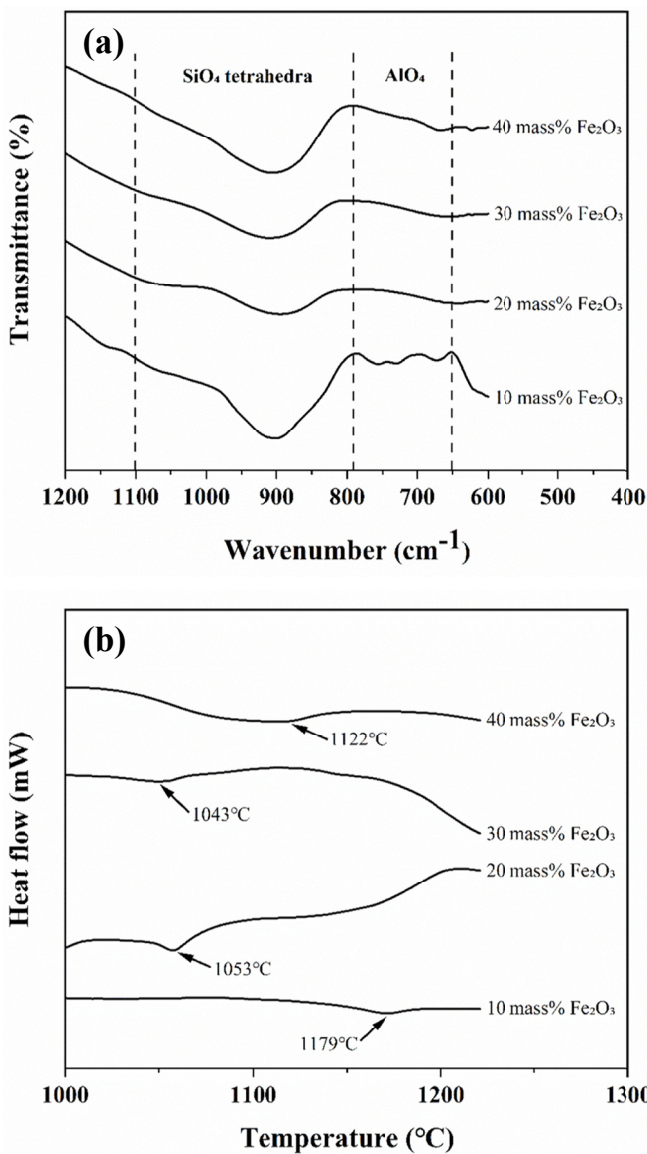 (a)
SiO₄ tetrahedra
AlO₄
40 mass% Fe₂O₃
30 mass% Fe₂O₃
20 mass% Fe₂O₃
10 mass% Fe₂O₃
Transmittance (%)
1200 1100 1000 900 800 700 600 500 400
Wavenumber (cm⁻¹)
(b)
40 mass% Fe₂O₃
1122℃
1043℃
30 mass% Fe₂O₃
20 mass% Fe₂O₃
1053℃
10 mass% Fe₂O₃
1179℃
Heat flow (mW)
1000 1100 1200 1300
Temperature (℃)